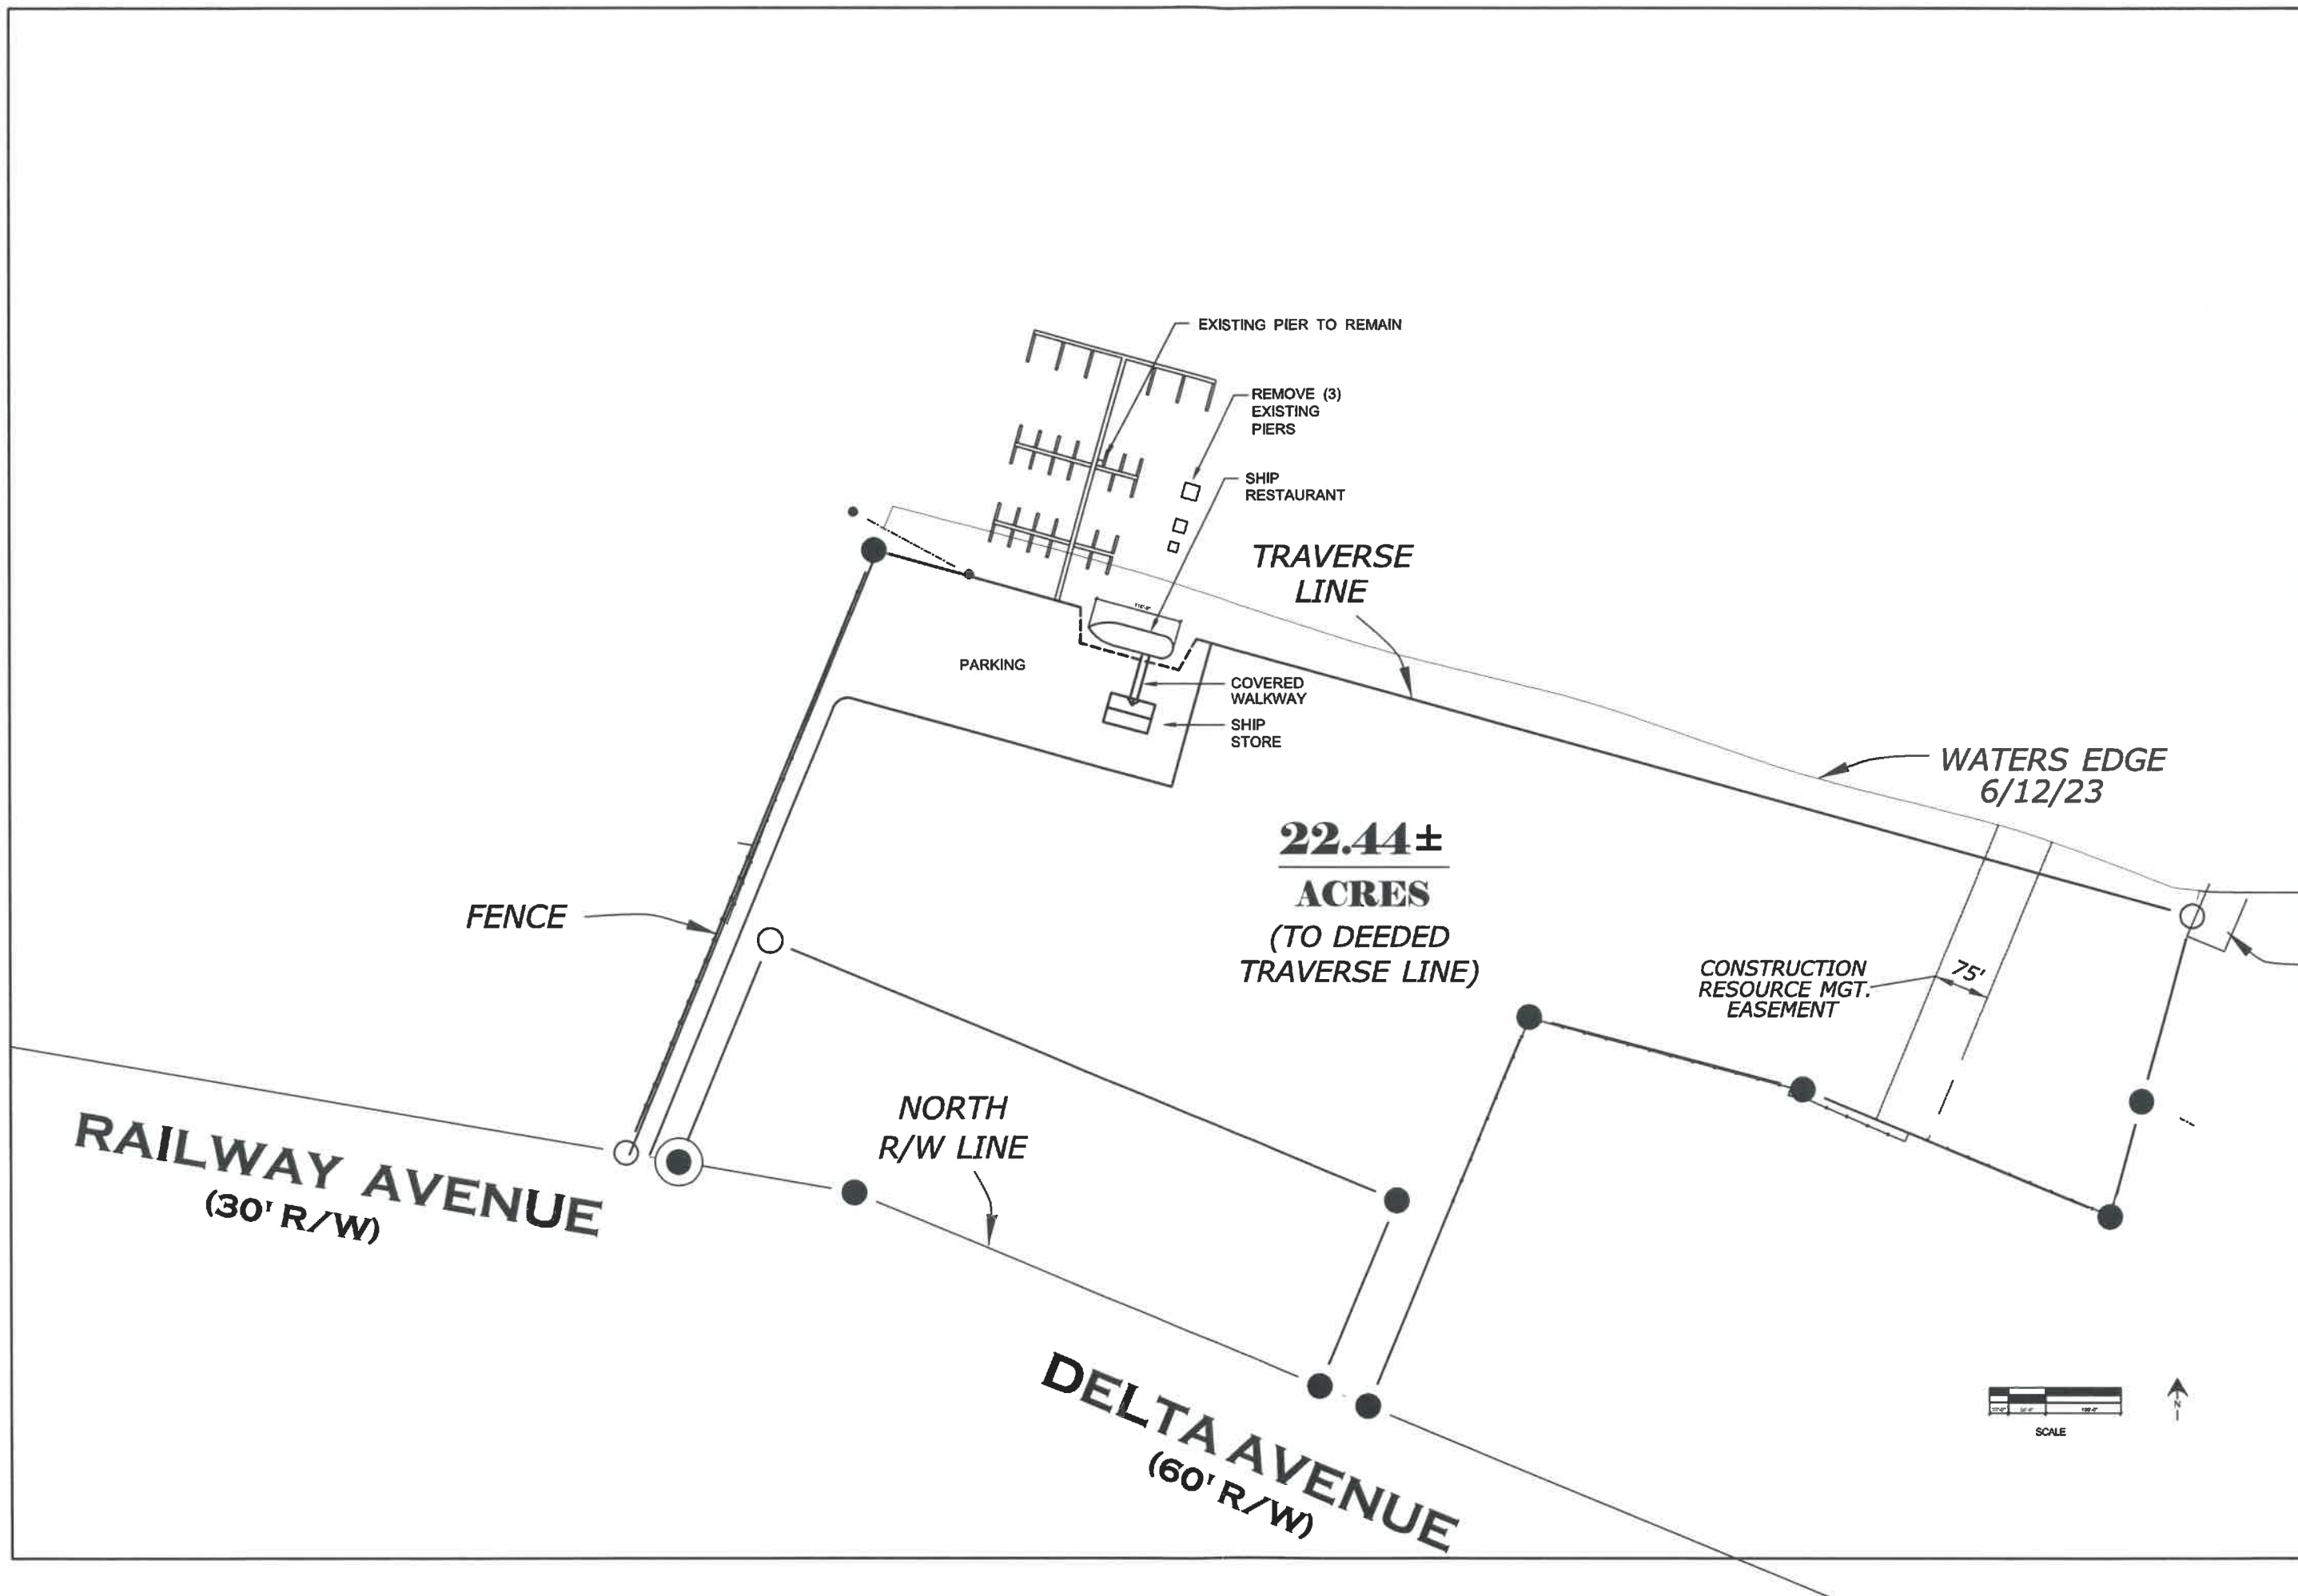 EXISTING PIER TO REMAIN
REMOVE (3)
EXISTING
PIERS
SHIP
RESTAURANT
TRAVERSE
LINE
PARKING
COVERED
WALKWAY
SHIP
STORE
WATERS EDGE
6/12/23
22.44±
ACRES
(TO DEEDED
TRAVERSE LINE)
FENCE
CONSTRUCTION
RESOURCE MGT.
EASEMENT
75'
NORTH
R/W LINE
RAILWAY AVENUE
(30' R/W)
DELTA AVENUE
(60' R/W)
N
SCALE